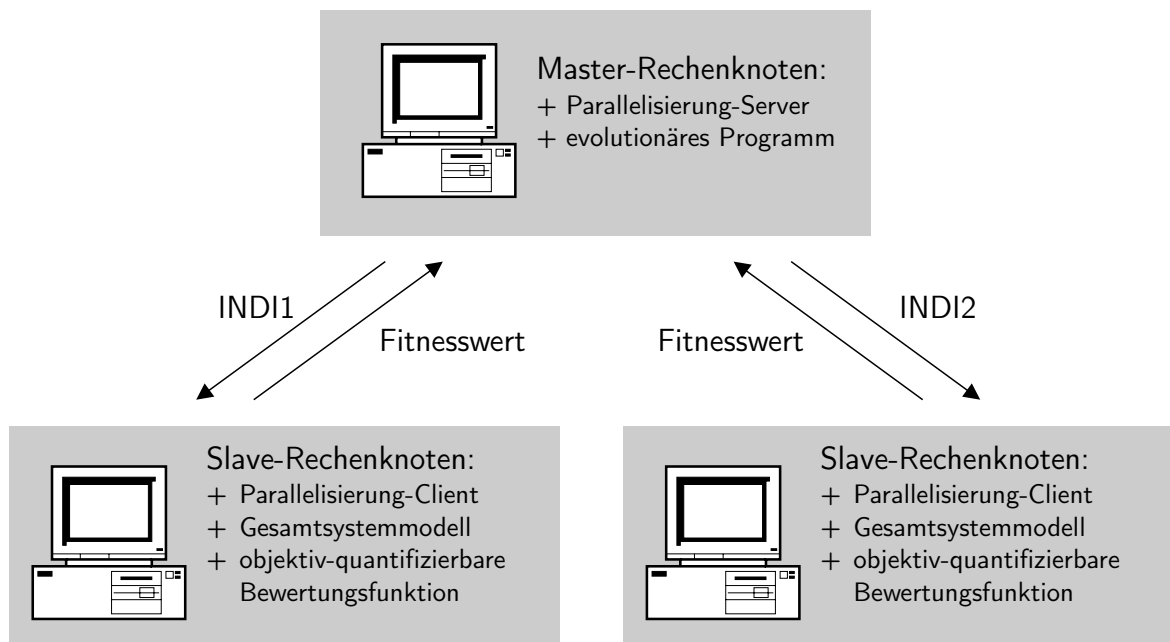 Master-Rechenknoten:
+ Parallelisierung-Server
+ evolutionäres Programm
INDI1
Fitnesswert
Fitnesswert
INDI2
Slave-Rechenknoten:
+ Parallelisierung-Client
+ Gesamtsystemmodell
+ objektiv-quantifizierbare
Bewertungsfunktion
Slave-Rechenknoten:
+ Parallelisierung-Client
+ Gesamtsystemmodell
+ objektiv-quantifizierbare
Bewertungsfunktion